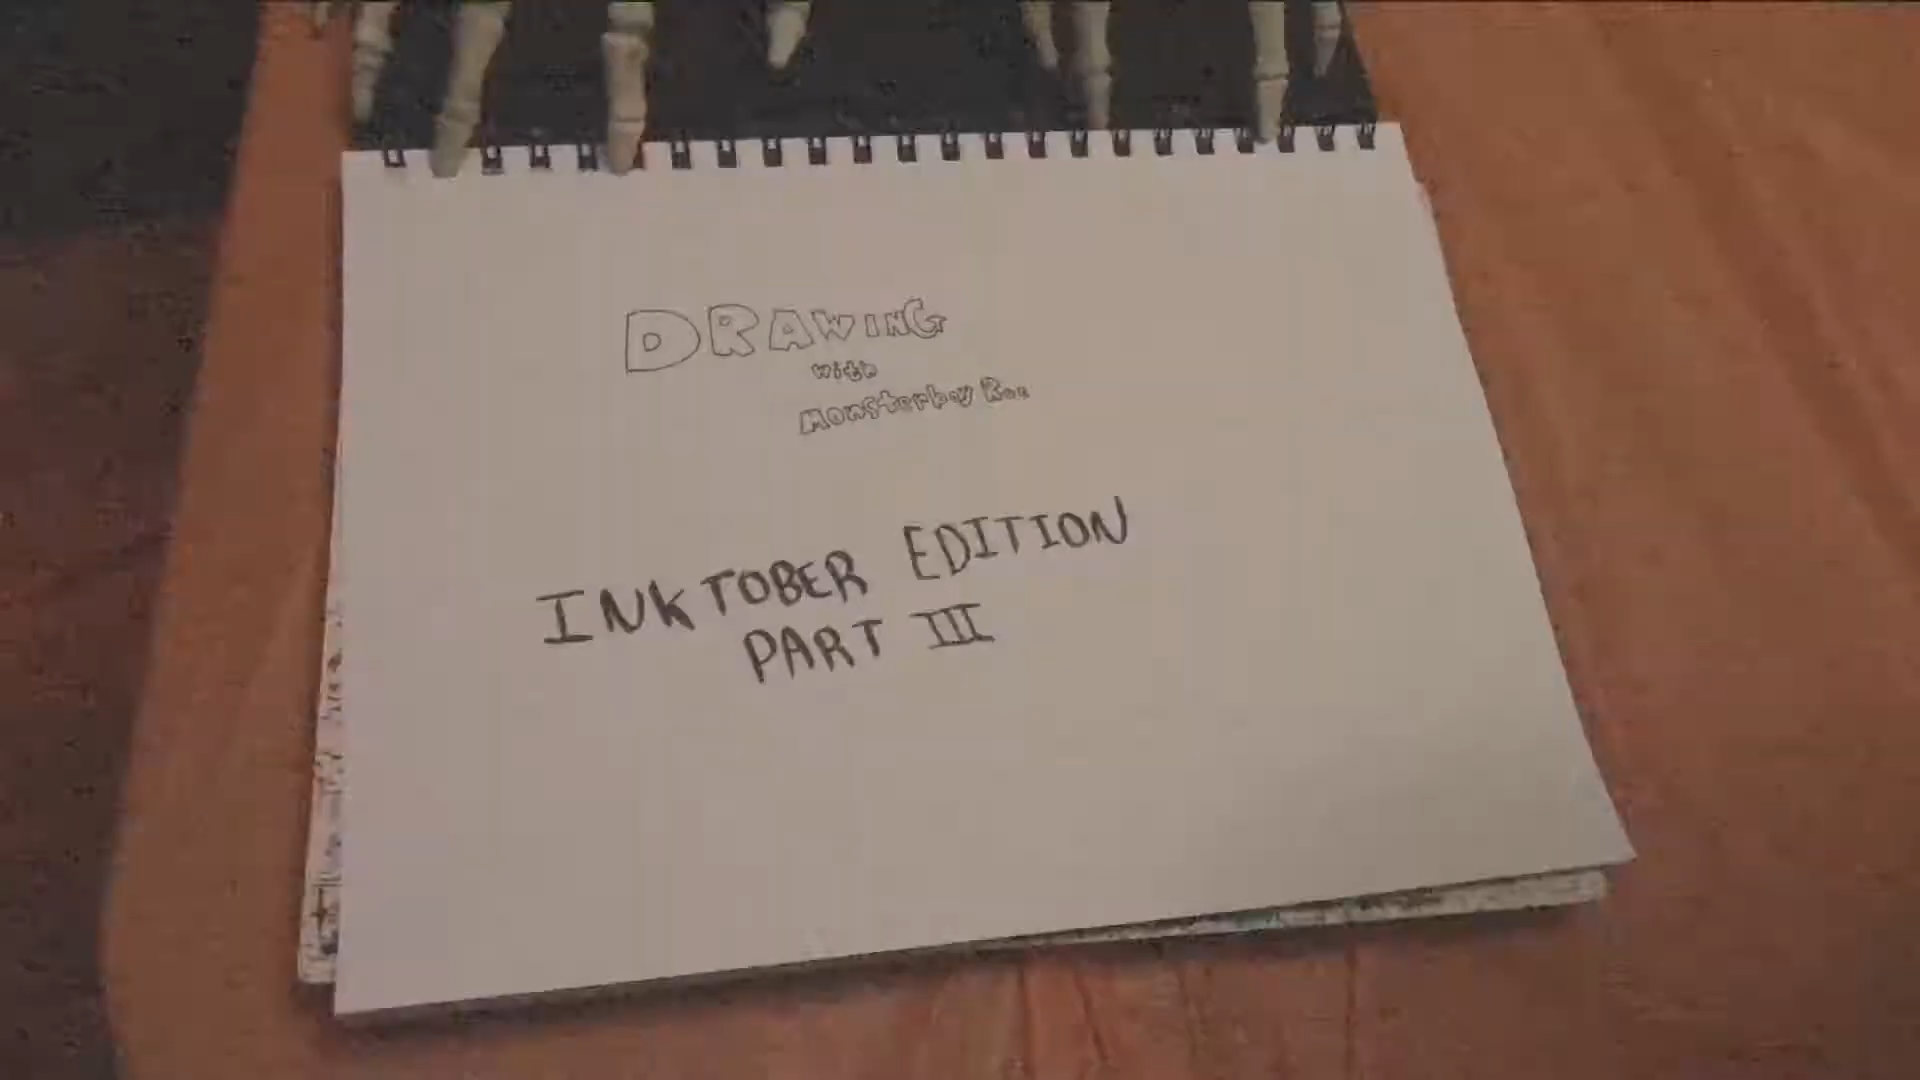 DRAWING
with
Monsterboy
INKTOBER EDITION
PART III